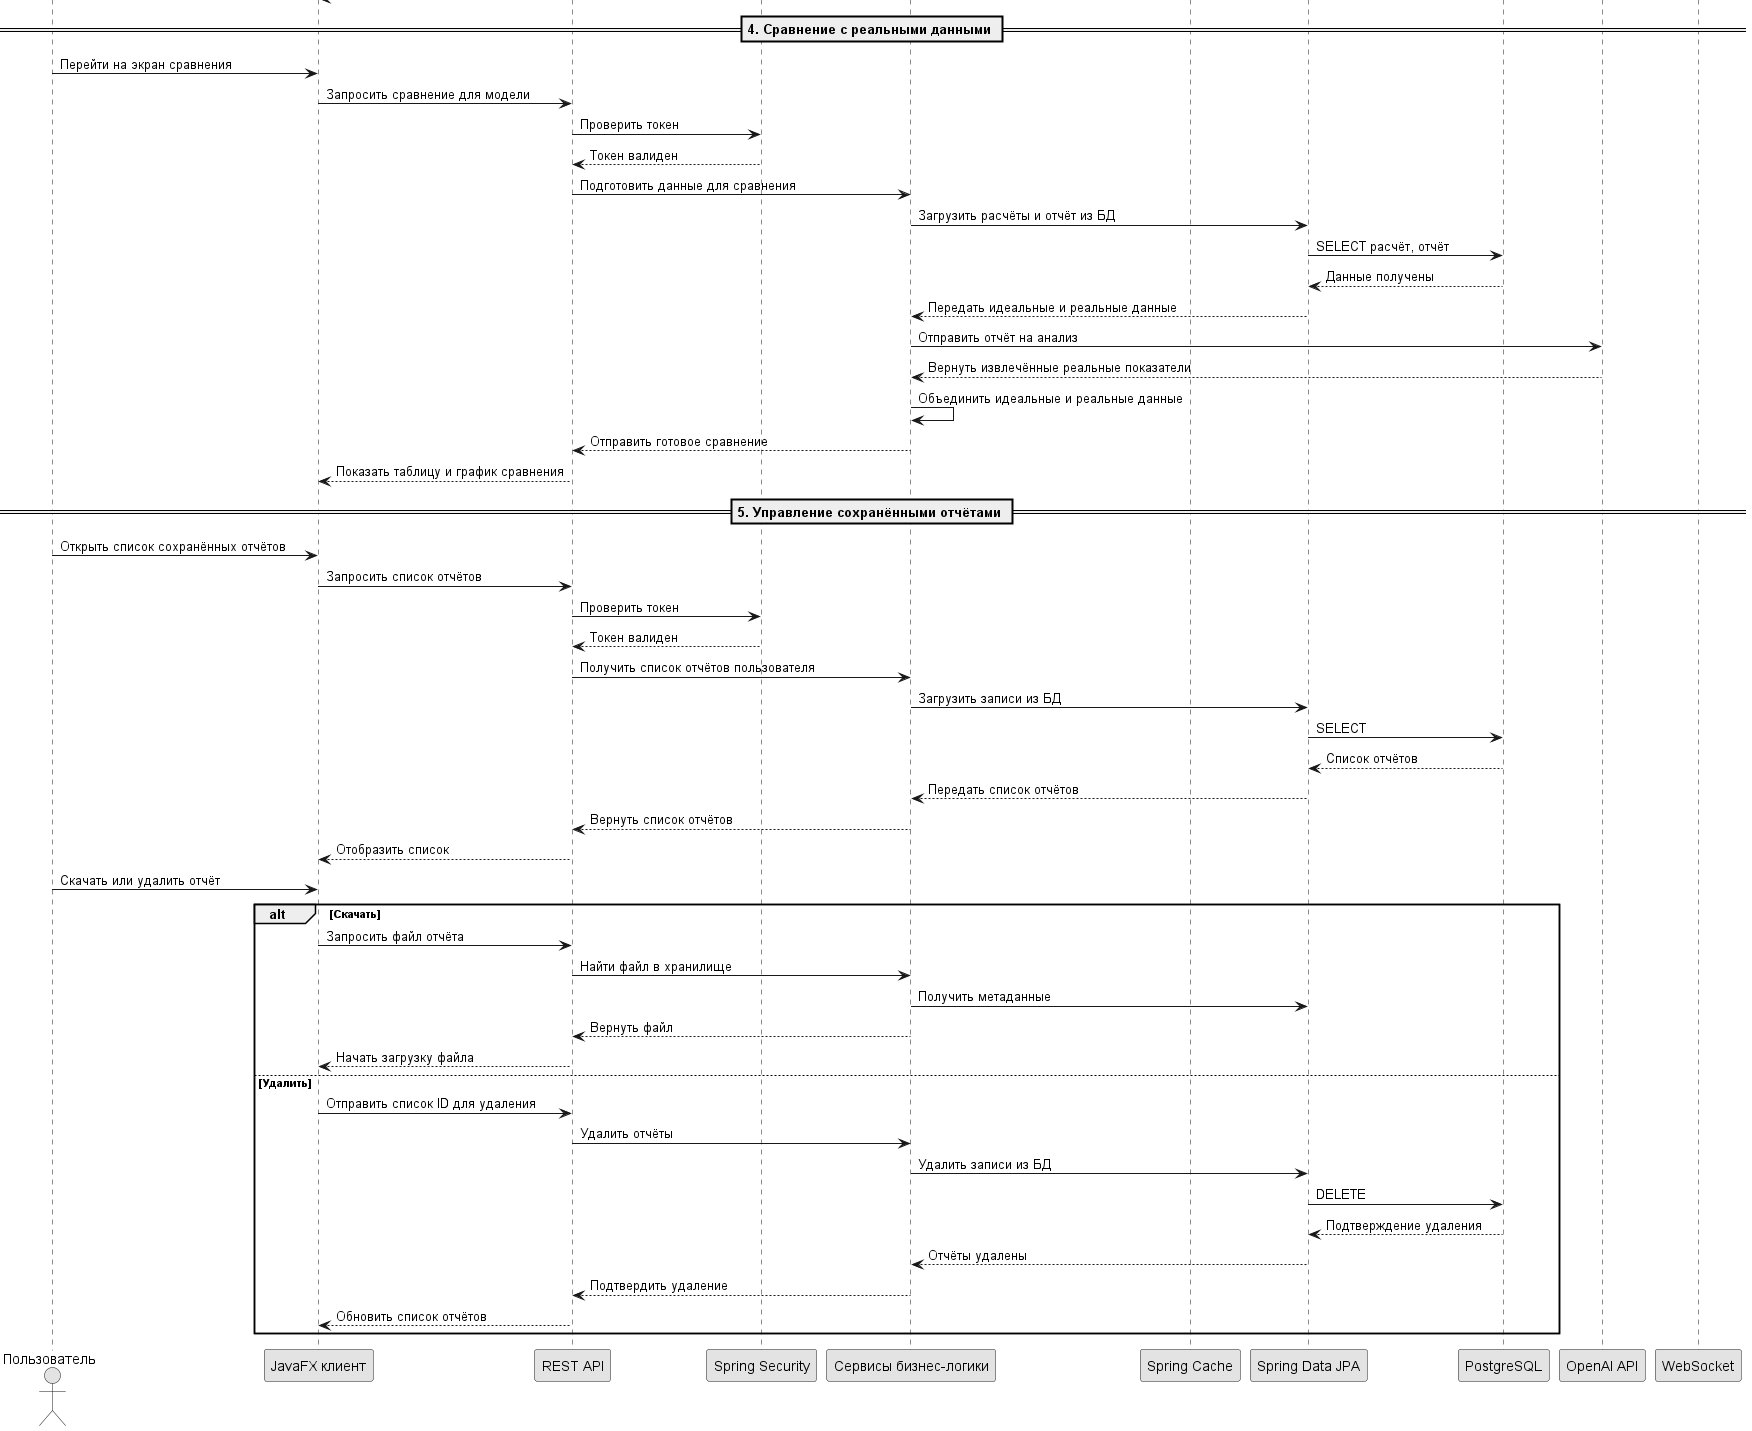 4. Сравнение с реальными данными
Перейти на экран сравнения
Запросить сравнение для модели
Проверить токен
Токен валиден
Подготовить данные для сравнения
Загрузить расчёты и отчёт из БД
SELECT расчёт, отчёт
Данные получены
Передать идеальные и реальные данные
Отправить отчёт на анализ
Вернуть извлечённые реальные показатели
Объединить идеальные и реальные данные
Отправить готовое сравнение
Показать таблицу и график сравнения
5. Управление сохранёнными отчётами
Открыть список сохранённых отчётов
Запросить список отчётов
Проверить токен
Токен валиден
Получить список отчётов пользователя
Загрузить записи из БД
SELECT
Список отчётов
Передать список отчётов
Вернуть список отчётов
Отобразить список
Скачать или удалить отчёт
alt [Скачать]
Запросить файл отчёта
Найти файл в хранилище
Получить метаданные
Вернуть файл
Начать загрузку файла
[Удалить]
Отправить список ID для удаления
Удалить отчёты
Удалить записи из БД
DELETE
Подтверждение удаления
Отчёты удалены
Подтвердить удаление
Обновить список отчётов
Пользователь
JavaFX клиент
REST API
Spring Security
Сервисы бизнес-логики
Spring Cache
Spring Data JPA
PostgreSQL
OpenAI API
WebSocket